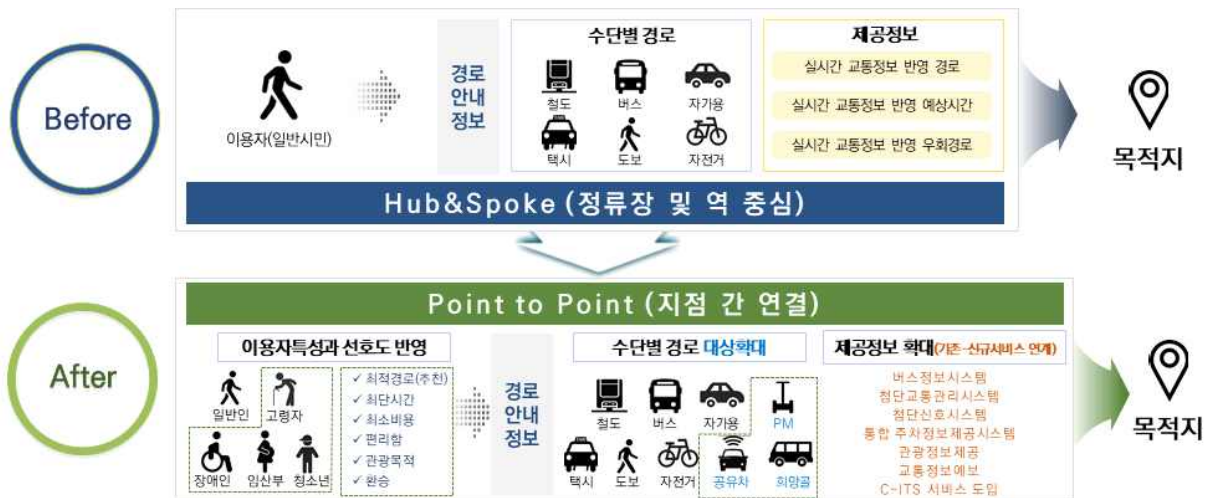 Before
이용자(일반시민)
경로
안내
정보
수단별 경로
철도
버스
자가용
택시
도보
자전거
제공정보
실시간 교통정보 반영 경로
실시간 교통정보 반영 예상시간
실시간 교통정보 반영 우회경로
목적지
Hub&Spoke (정류장 및 역 중심)
After
Point to Point (지점 간 연결)
이용자특성과 선호도 반영
일반인
고령자
장애인
임산부
청소년
✓ 최적경로(추천)
✓ 최단시간
✓ 최소비용
✓ 편리함
✓ 관광목적
✓ 환승
경로
안내
정보
수단별 경로 대상확대
철도
버스
자가용
PM
택시
도보
자전거
공유차
희망콜
제공정보 확대(기존-신규서비스 연계)
버스정보시스템
첨단교통관리시스템
첨단신호시스템
통합 주차정보제공시스템
관광정보제공
교통정보예보
C-ITS 서비스 도입
목적지